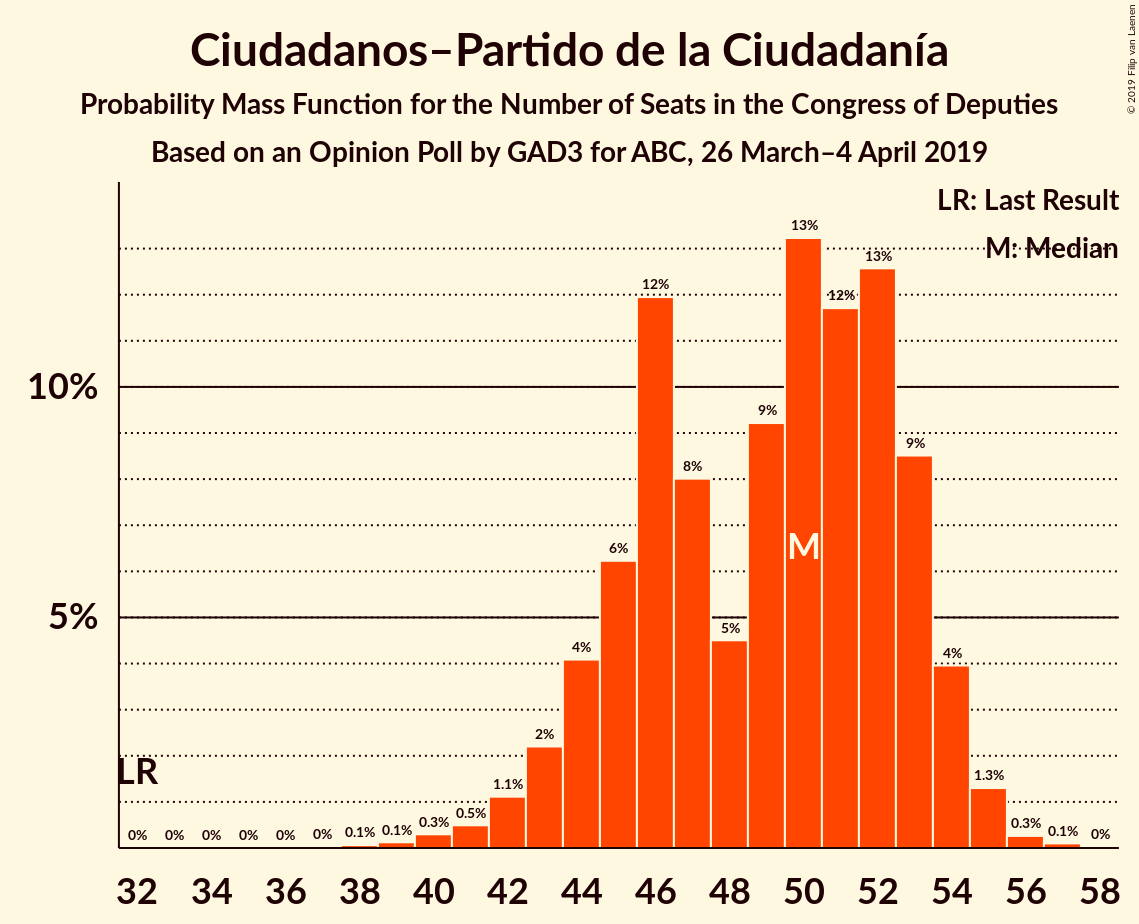 Ciudadanos–Partido de la Ciudadanía
Probability Mass Function for the Number of Seats in the Congress of Deputies
Based on an Opinion Poll by GAD3 for ABC, 26 March–4 April 2019
© 2019 Filip van Laenen
LR: Last Result
M: Median
10%
5%
LR
M
0% 0% 0% 0% 0% 0% 0.1% 0.1% 0.3% 0.5% 1.1% 2% 4% 6% 12% 8% 5% 9% 13% 12% 13% 9% 4% 1.3% 0.3% 0.1% 0%
32 34 36 38 40 42 44 46 48 50 52 54 56 58